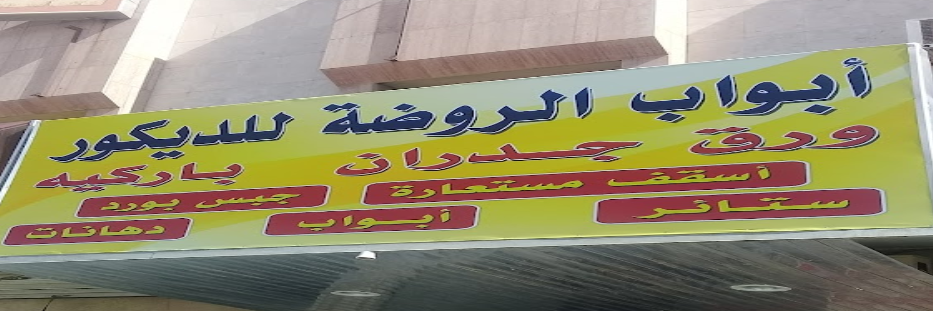 أبواب الروضة للديكور
ورق جدران باركيه
أسقف مستعارة جبس بورد
ستائر أبواب دهانات